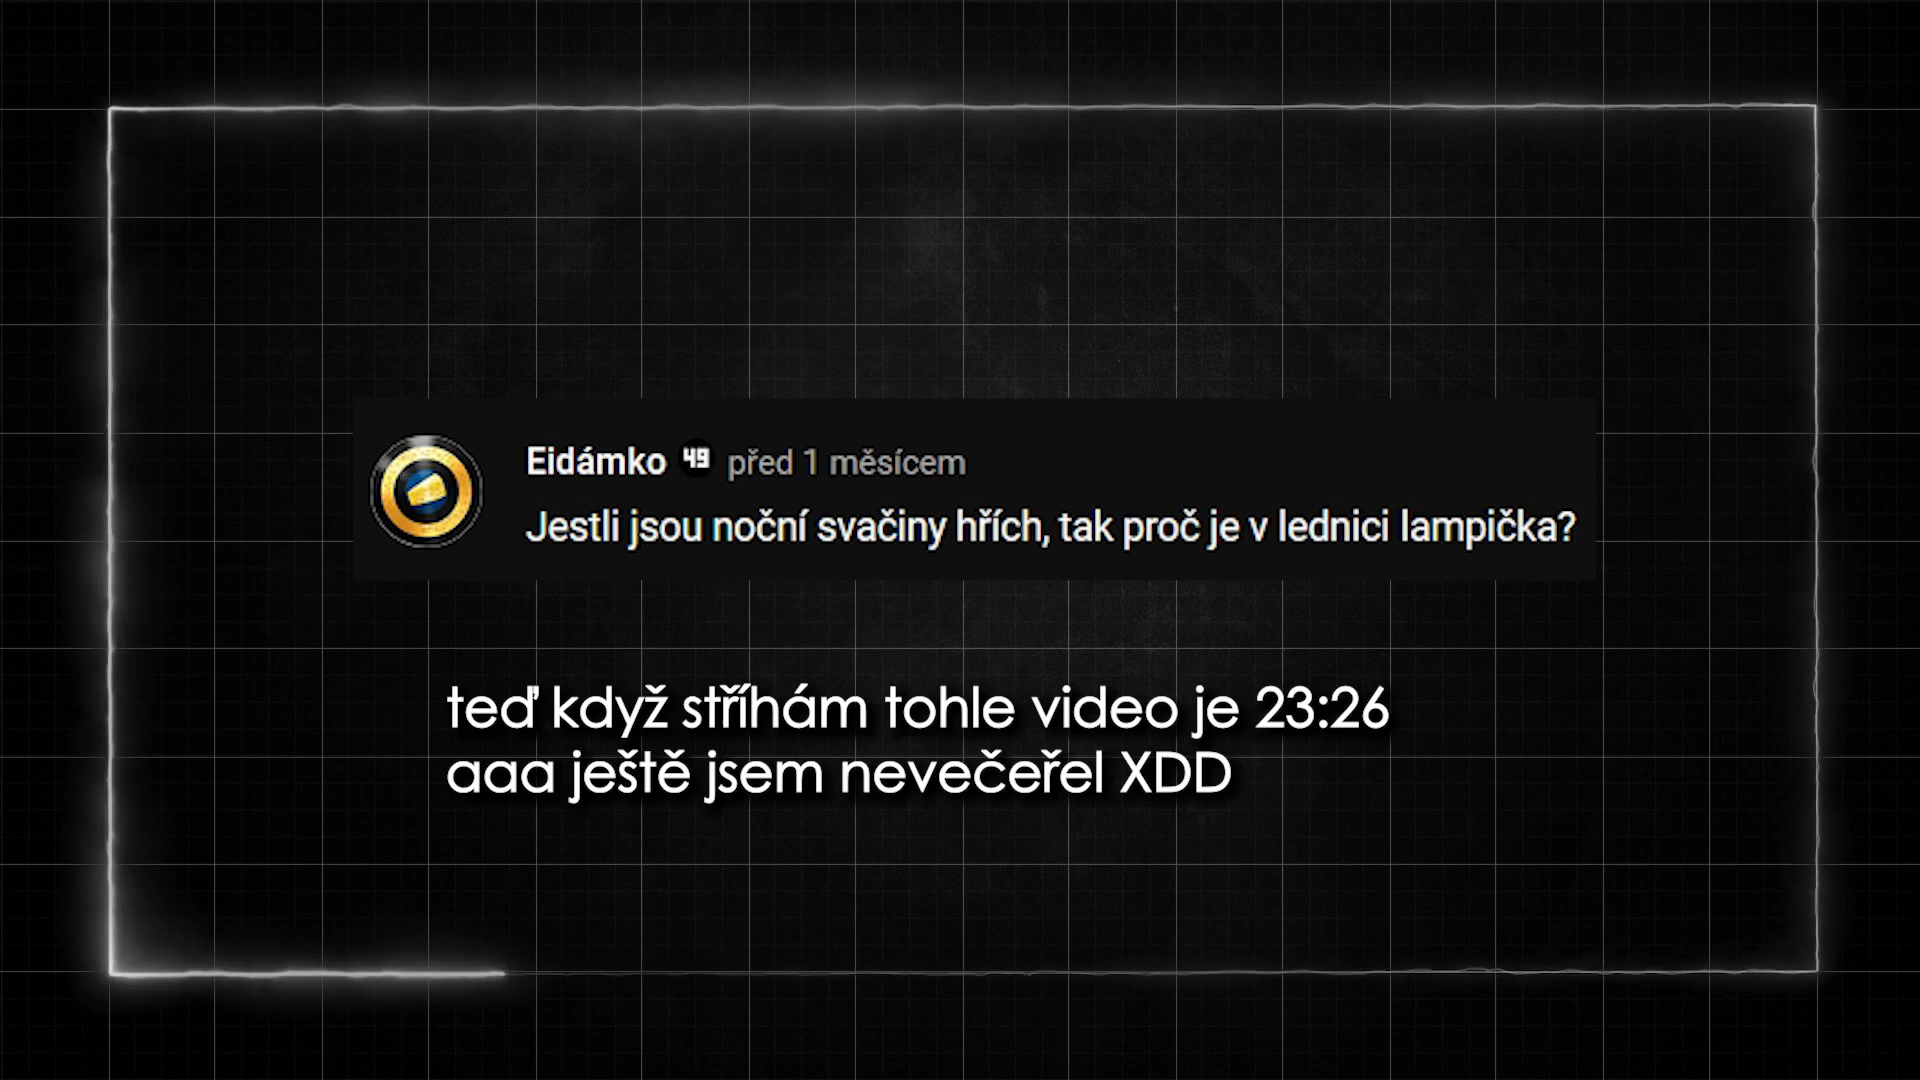 Eidámko 49 před 1 měsícem
Jestli jsou noční svačiny hřích, tak proč je v lednici lampička?
teď když stříhám tohle video je 23:26
aaa ještě jsem nevečeřel XDD